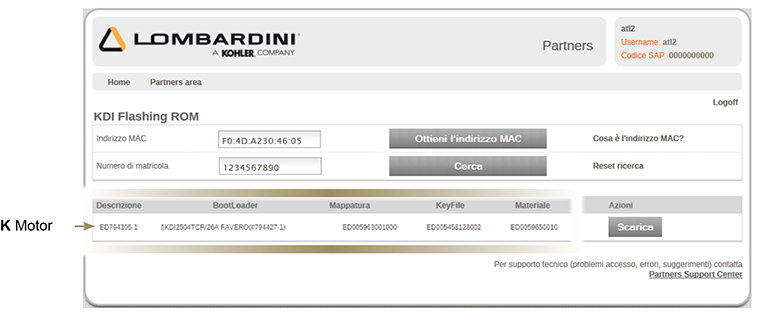 LOMBARDINI
A KOHLER COMPANY
Partners
atl2
Username: atl2
Codice SAP: 0000000000
Home Partners area
Logoff
KDI Flashing ROM
Indirizzo MAC F0:4D:A230:46:05 Ottieni l'indirizzo MAC Cosa è l'indirizzo MAC?
Numero di matricola 1234567890 Cerca Reset ricerca
Descrizione BootLoader Mappatura KeyFile Materiale Azioni
K Motor ED794305-1 (KDI2504TCR/26A FAVERO(#794427-1) ED005963001000 ED005458128002 ED0059650010 Scarica
Per supporto tecnico (problemi accesso, errori, suggerimenti) contatta
Partners Support Center